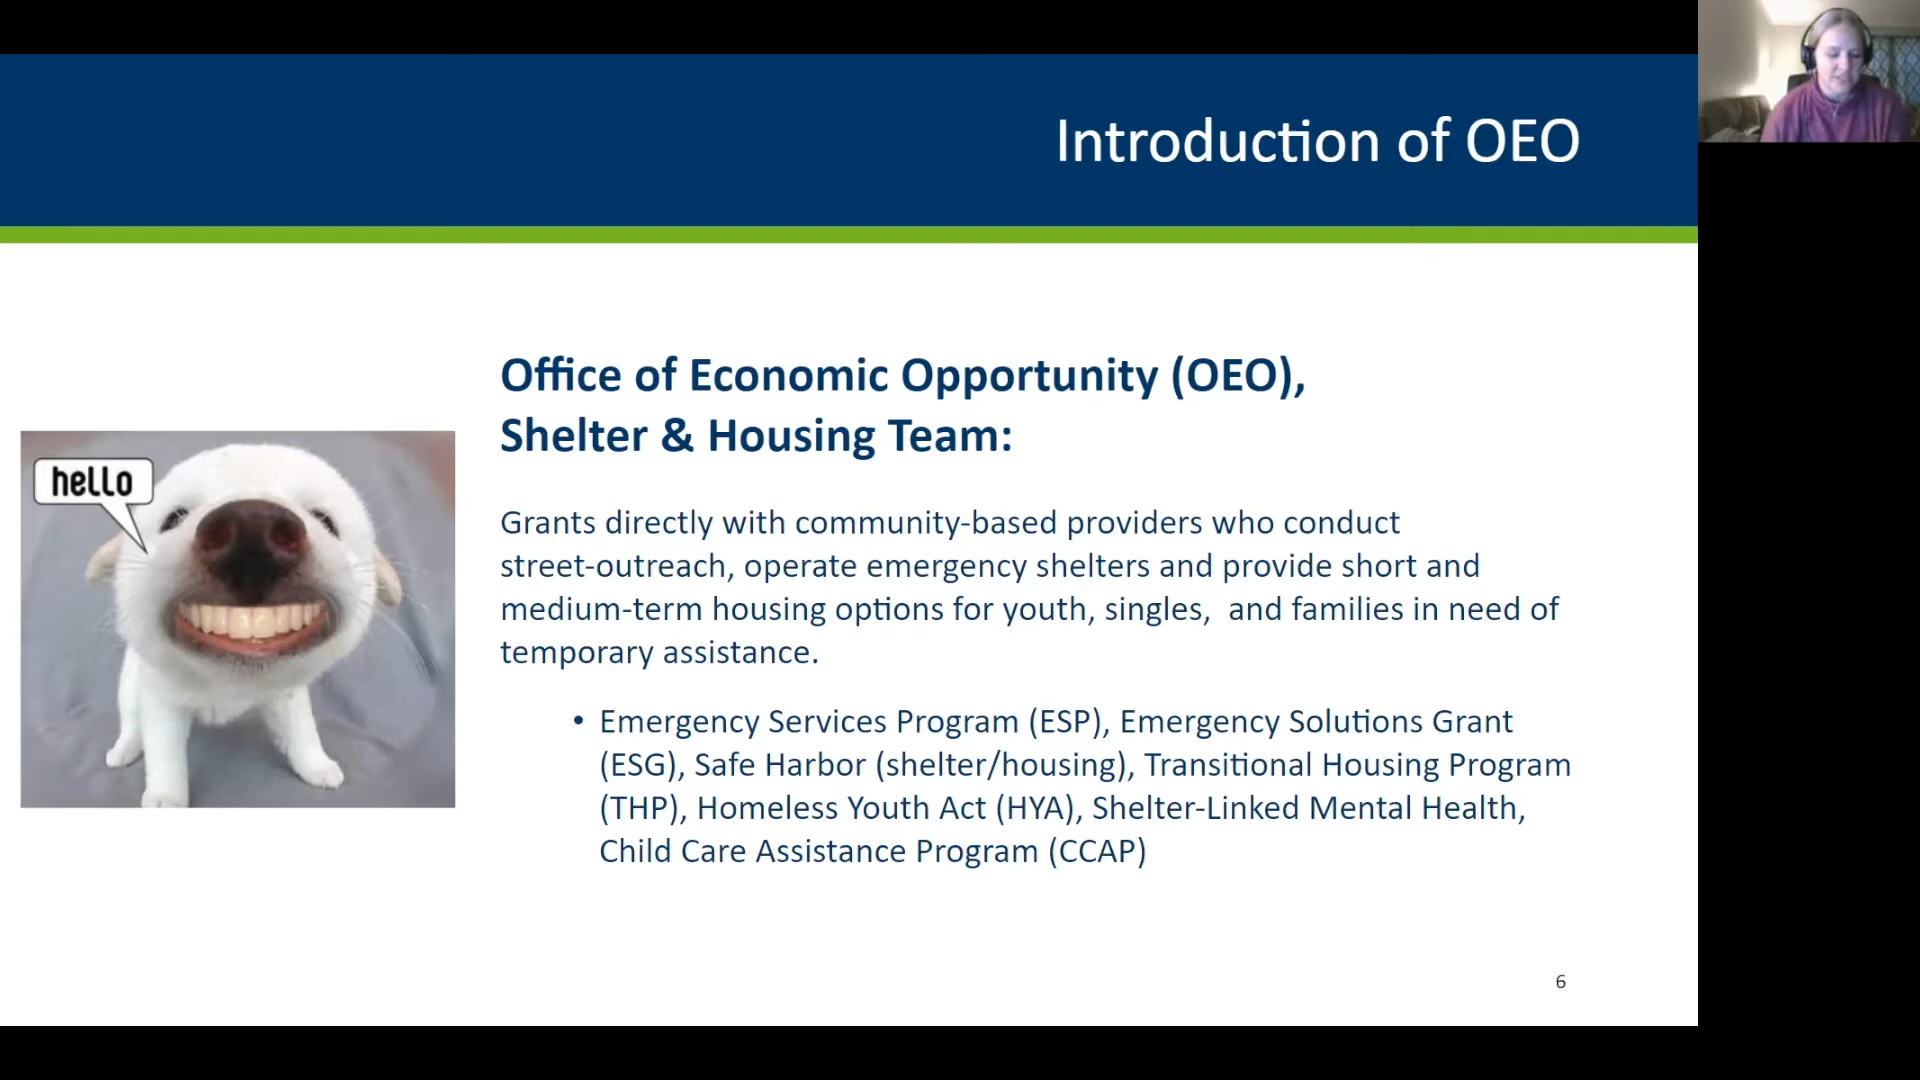 Introduction of OEO
Office of Economic Opportunity (OEO),
Shelter & Housing Team:
hello
Grants directly with community-based providers who conduct
street-outreach, operate emergency shelters and provide short and
medium-term housing options for youth, singles,  and families in need of
temporary assistance.
• Emergency Services Program (ESP), Emergency Solutions Grant
(ESG), Safe Harbor (shelter/housing), Transitional Housing Program
(THP), Homeless Youth Act (HYA), Shelter-Linked Mental Health,
Child Care Assistance Program (CCAP)
6